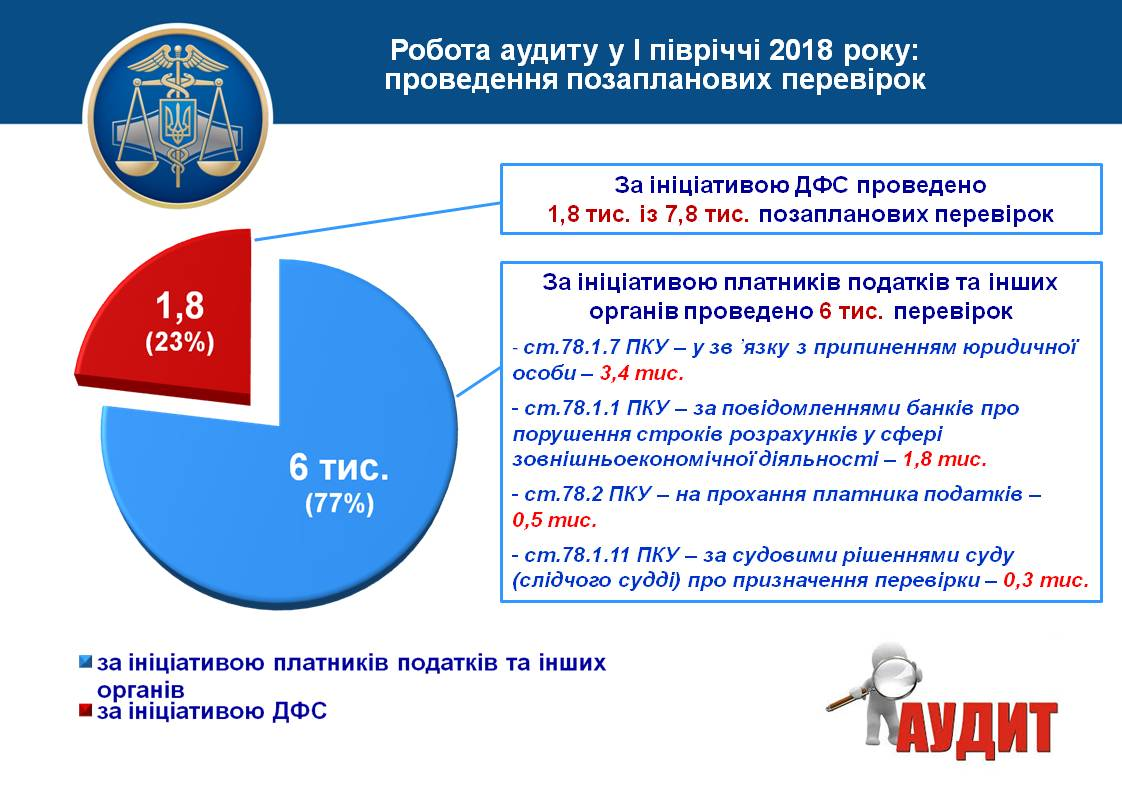 Робота аудиту у І півріччі 2018 року:
проведення позапланових перевірок
За ініціативою ДФС проведено
1,8 тис. із 7,8 тис. позапланових перевірок
1,8
(23%)
За ініціативою платників податків та інших
органів проведено 6 тис. перевірок
- ст.78.1.7 ПКУ – у зв ’язку з припиненням юридичної
особи – 3,4 тис.
- ст.78.1.1 ПКУ – за повідомленнями банків про
порушення строків розрахунків у сфері
зовнішньоекономічної діяльності – 1,8 тис.
- ст.78.2 ПКУ – на прохання платника податків –
0,5 тис.
- ст.78.1.11 ПКУ – за судовими рішеннями суду
(слідчого судді) про призначення перевірки – 0,3 тис.
6 тис.
(77%)
за ініціативою платників податків та інших
органів
за ініціативою ДФС
АУДИТ